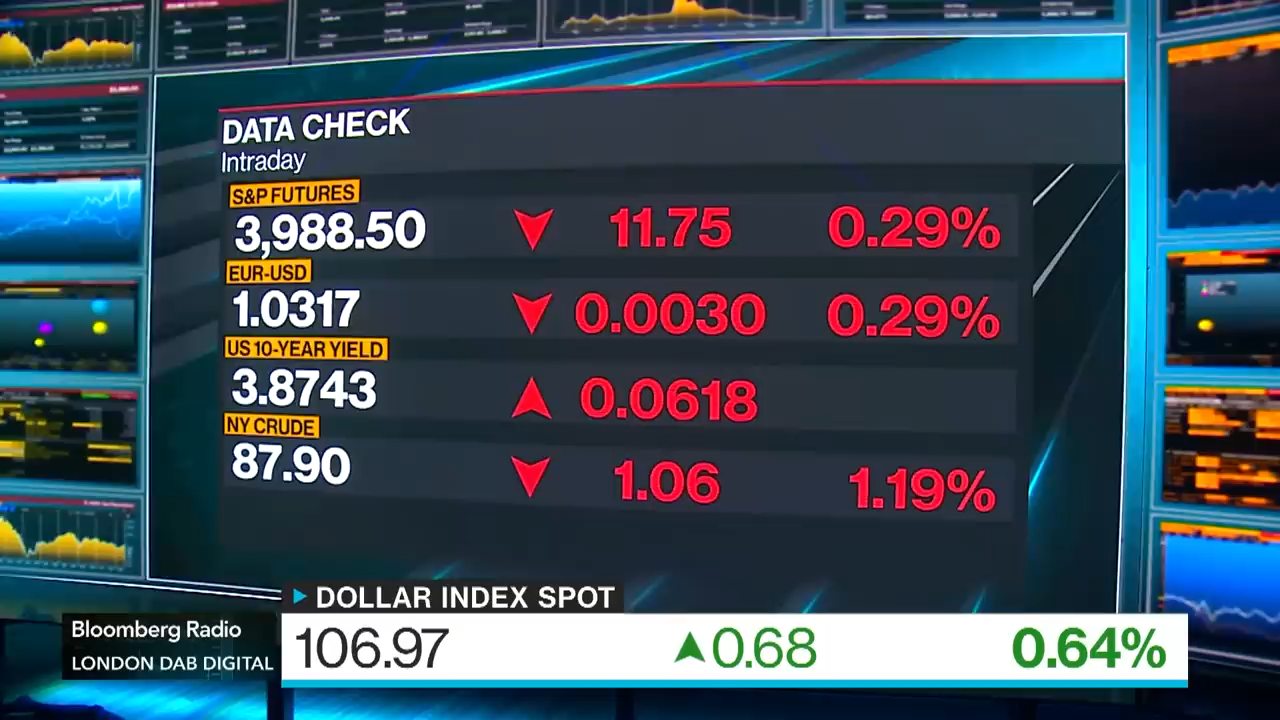 DATA CHECK
Intraday
S&P FUTURES
3,988.50 ▼ 11.75 0.29%
EUR-USD
1.0317 ▼ 0.0030 0.29%
US 10-YEAR YIELD
3.8743 ▲ 0.0618
NY CRUDE
87.90 ▼ 1.06 1.19%
DOLLAR INDEX SPOT
Bloomberg Radio
LONDON DAB DIGITAL
106.97 ▲0.68 0.64%